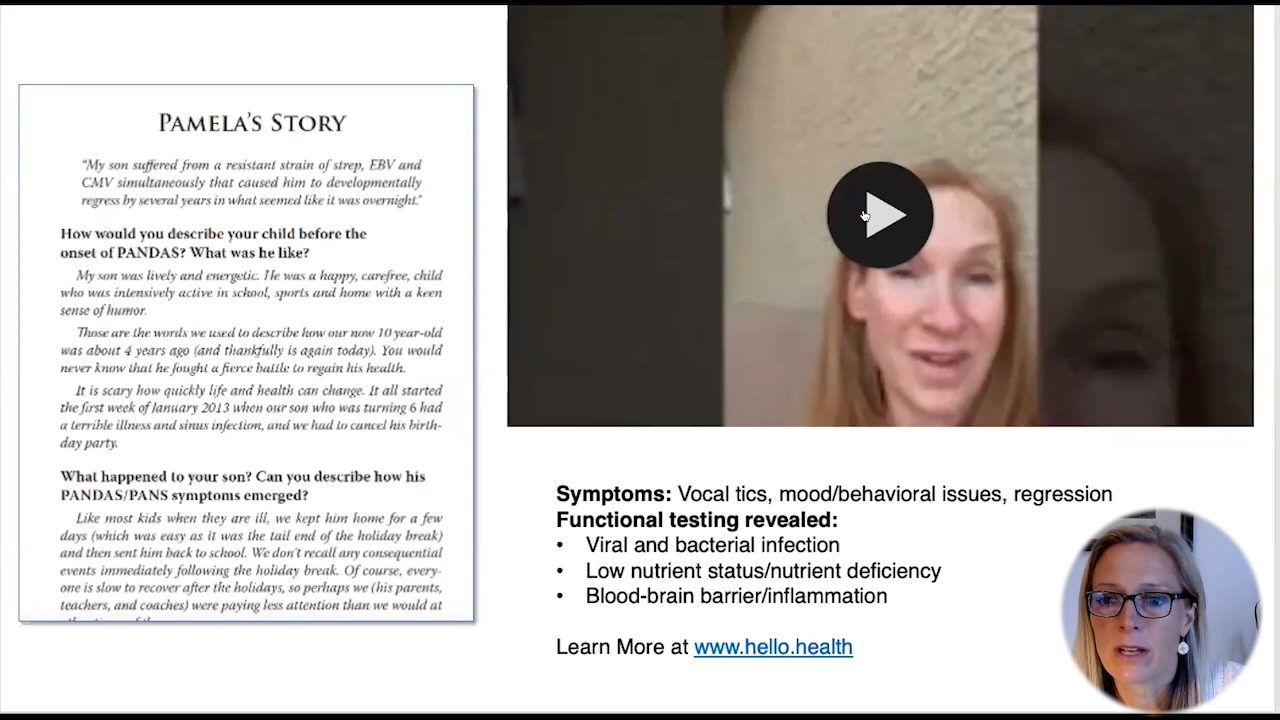 PAMELA'S STORY
"My son suffered from a resistant strain of strep, EBV and
CMV simultaneously that caused him to developmentally
regress by several years in what seemed like it was overnight."
How would you describe your child before the
onset of PANDAS? What was he like?
My son was lively and energetic. He was a happy, carefree, child
who was intensively active in school, sports and home with a keen
sense of humor.
Those are the words we used to describe how our now 10 year-old
was about 4 years ago (and thankfully is again today). You would
never know that he fought a fierce battle to regain his health.
It is scary how quickly life and health can change. It all started
the first week of January 2013 when our son who was turning 6 had
a terrible illness and sinus infection, and we had to cancel his birth-
day party.
What happened to your son? Can you describe how his
PANDAS/PANS symptoms emerged?
Like most kids when they are ill, we kept him home for a few
days (which was easy as it was the tail end of the holiday break)
and then sent him back to school. We don't recall any consequential
events immediately following the holiday break. Of course, every-
one is slow to recover after the holidays, so perhaps we (his parents,
teachers, and coaches) were paying less attention than we would at
Symptoms: Vocal tics, mood/behavioral issues, regression
Functional testing revealed:
• Viral and bacterial infection
• Low nutrient status/nutrient deficiency
• Blood-brain barrier/inflammation
Learn More at www.hello.health